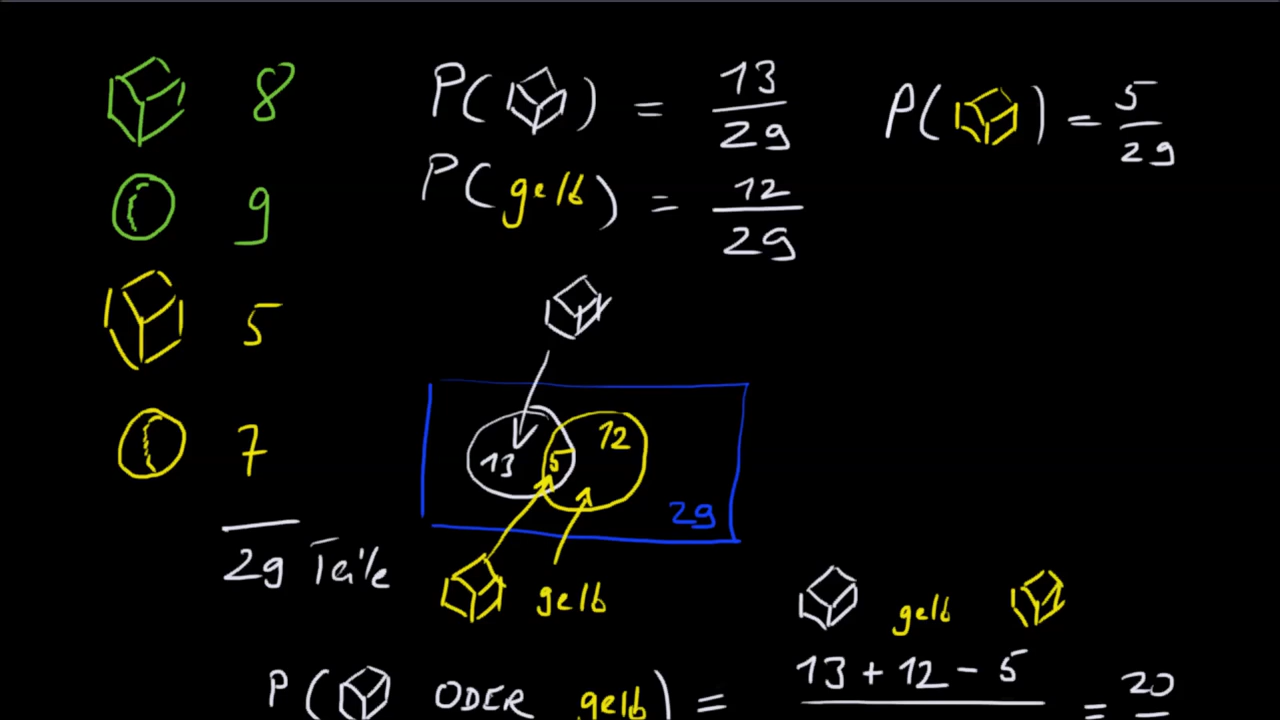 8
9
5
7
29 Teile
P( ) = 13/29
P(gelb) = 12/29
P( ) = 5/29
13 5 12
29
gelb
gelb
13 + 12 - 5
P( ODER gelb) = = 20